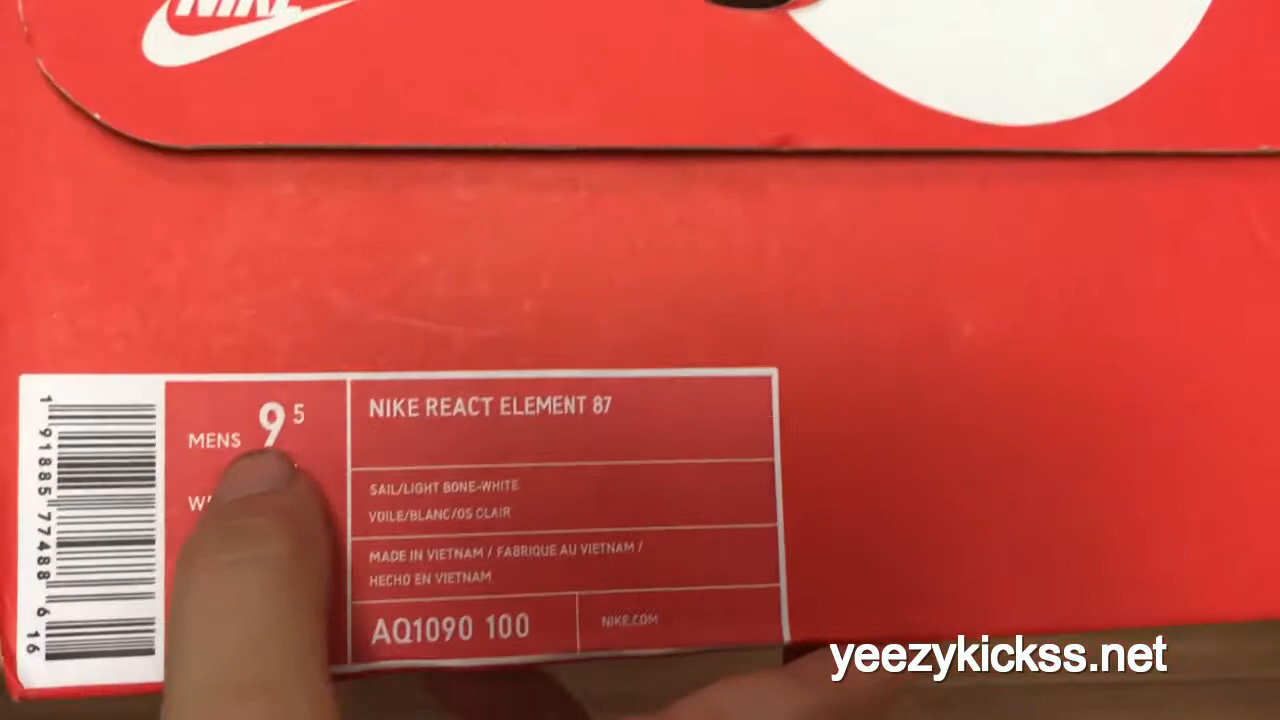 NIKE
MENS 9 5
NIKE REACT ELEMENT 87
SAIL/LIGHT BONE-WHITE
VOILE/BLANC/OS CLAIR
MADE IN VIETNAM / FABRIQUE AU VIETNAM /
HECHO EN VIETNAM
AQ1090 100
NIKE.COM
1 91885 77488 6 16
yeezykickss.net